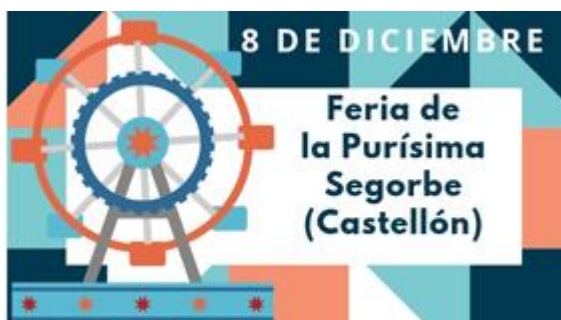 8 DE DICIEMBRE
Feria de
la Purísima
Segorbe
(Castellón)